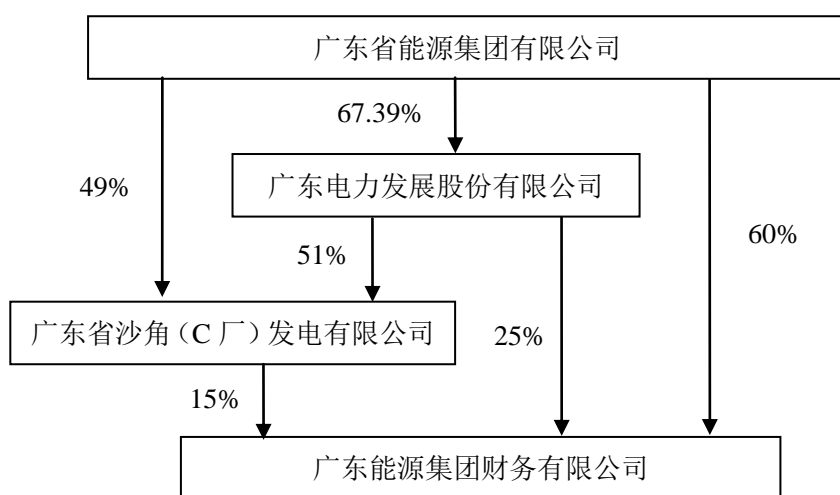 广东省能源集团有限公司
67.39%
49%
广东电力发展股份有限公司
60%
51%
广东省沙角（C 厂）发电有限公司
25%
15%
广东能源集团财务有限公司